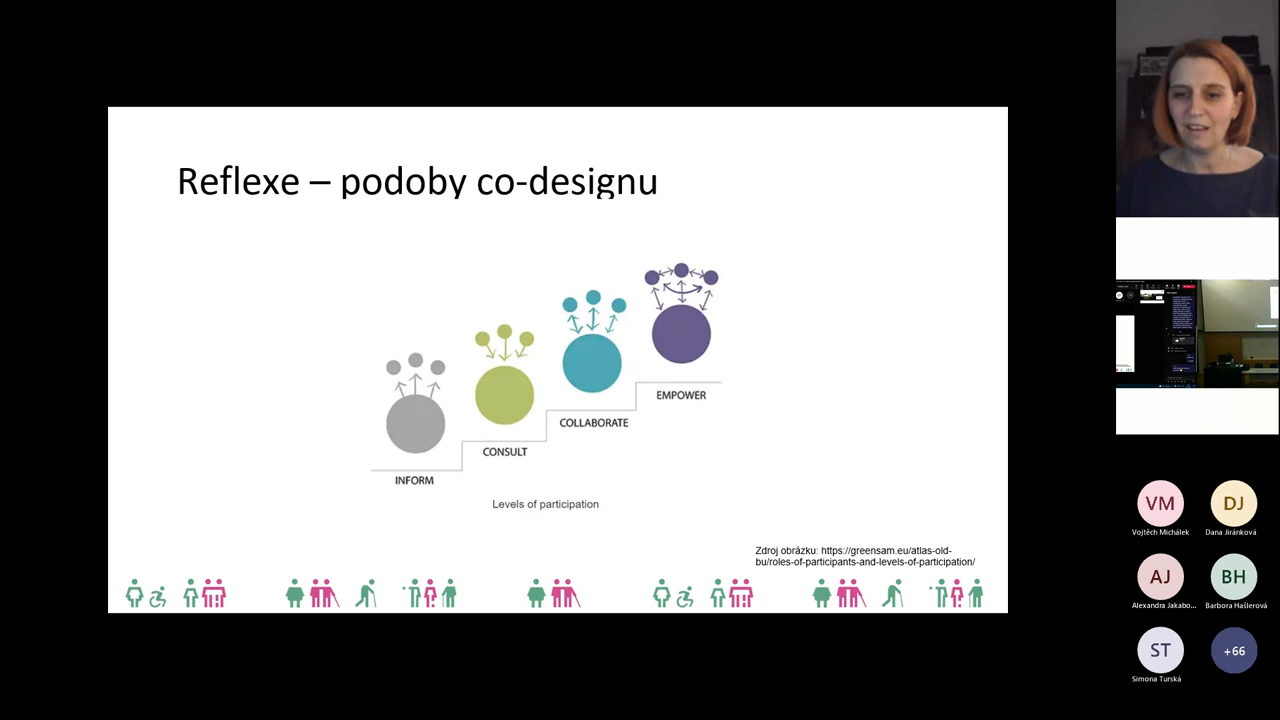 Reflexe – podoby co-designu
EMPOWER
COLLABORATE
CONSULT
INFORM
Levels of participation
Zdroj obrázku: https://greensam.eu/atlas-old-
bu/roles-of-participants-and-levels-of-participation/
VM
Vojtěch Michálek
DJ
Dana Jiránková
AJ
Alexandra Jakabo...
BH
Barbora Hašlerová
ST
Simona Turská
+66